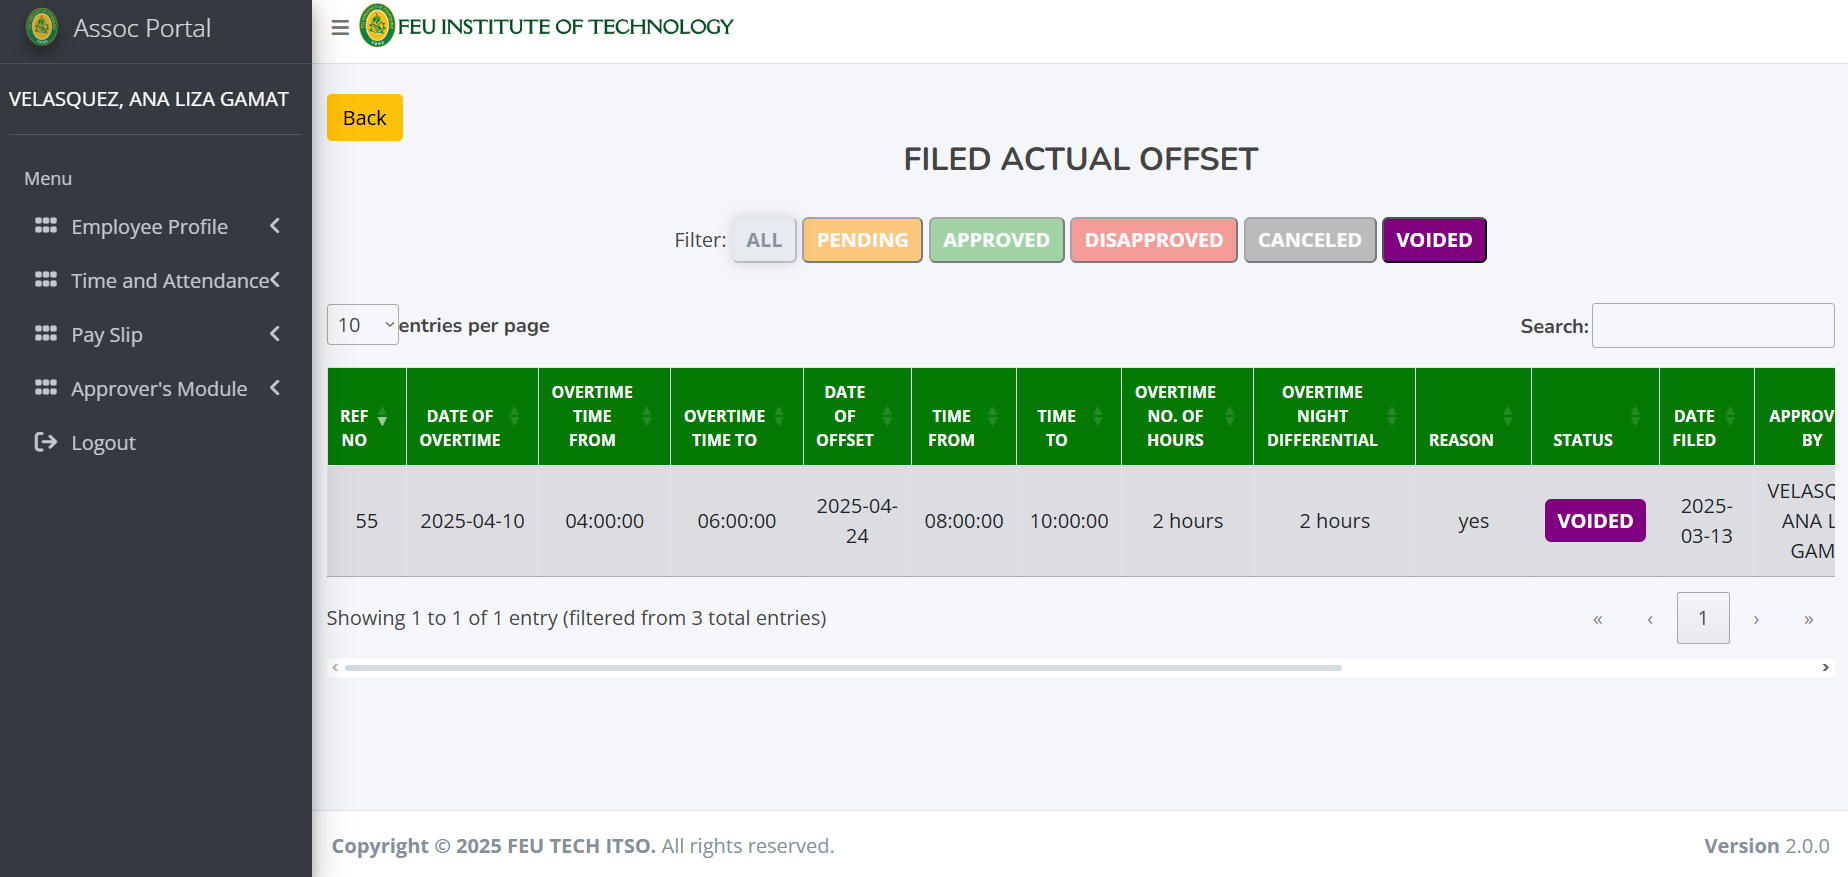 Assoc Portal
FEU INSTITUTE OF TECHNOLOGY
VELASQUEZ, ANA LIZA GAMAT
Menu
Employee Profile
Time and Attendance
Pay Slip
Approver's Module
Logout
Back
FILED ACTUAL OFFSET
Filter: ALL PENDING APPROVED DISAPPROVED CANCELED VOIDED
10 entries per page
Search:
REF NO
DATE OF OVERTIME
OVERTIME TIME FROM
OVERTIME TIME TO
DATE OF OFFSET
TIME FROM
TIME TO
OVERTIME NO. OF HOURS
OVERTIME NIGHT DIFFERENTIAL
REASON
STATUS
DATE FILED
APPROV BY
55
2025-04-10
04:00:00
06:00:00
2025-04-24
08:00:00
10:00:00
2 hours
2 hours
yes
VOIDED
2025-03-13
VELASQ
ANA L
GAM
Showing 1 to 1 of 1 entry (filtered from 3 total entries)
« ‹ 1 › »
Copyright © 2025 FEU TECH ITSO. All rights reserved.
Version 2.0.0